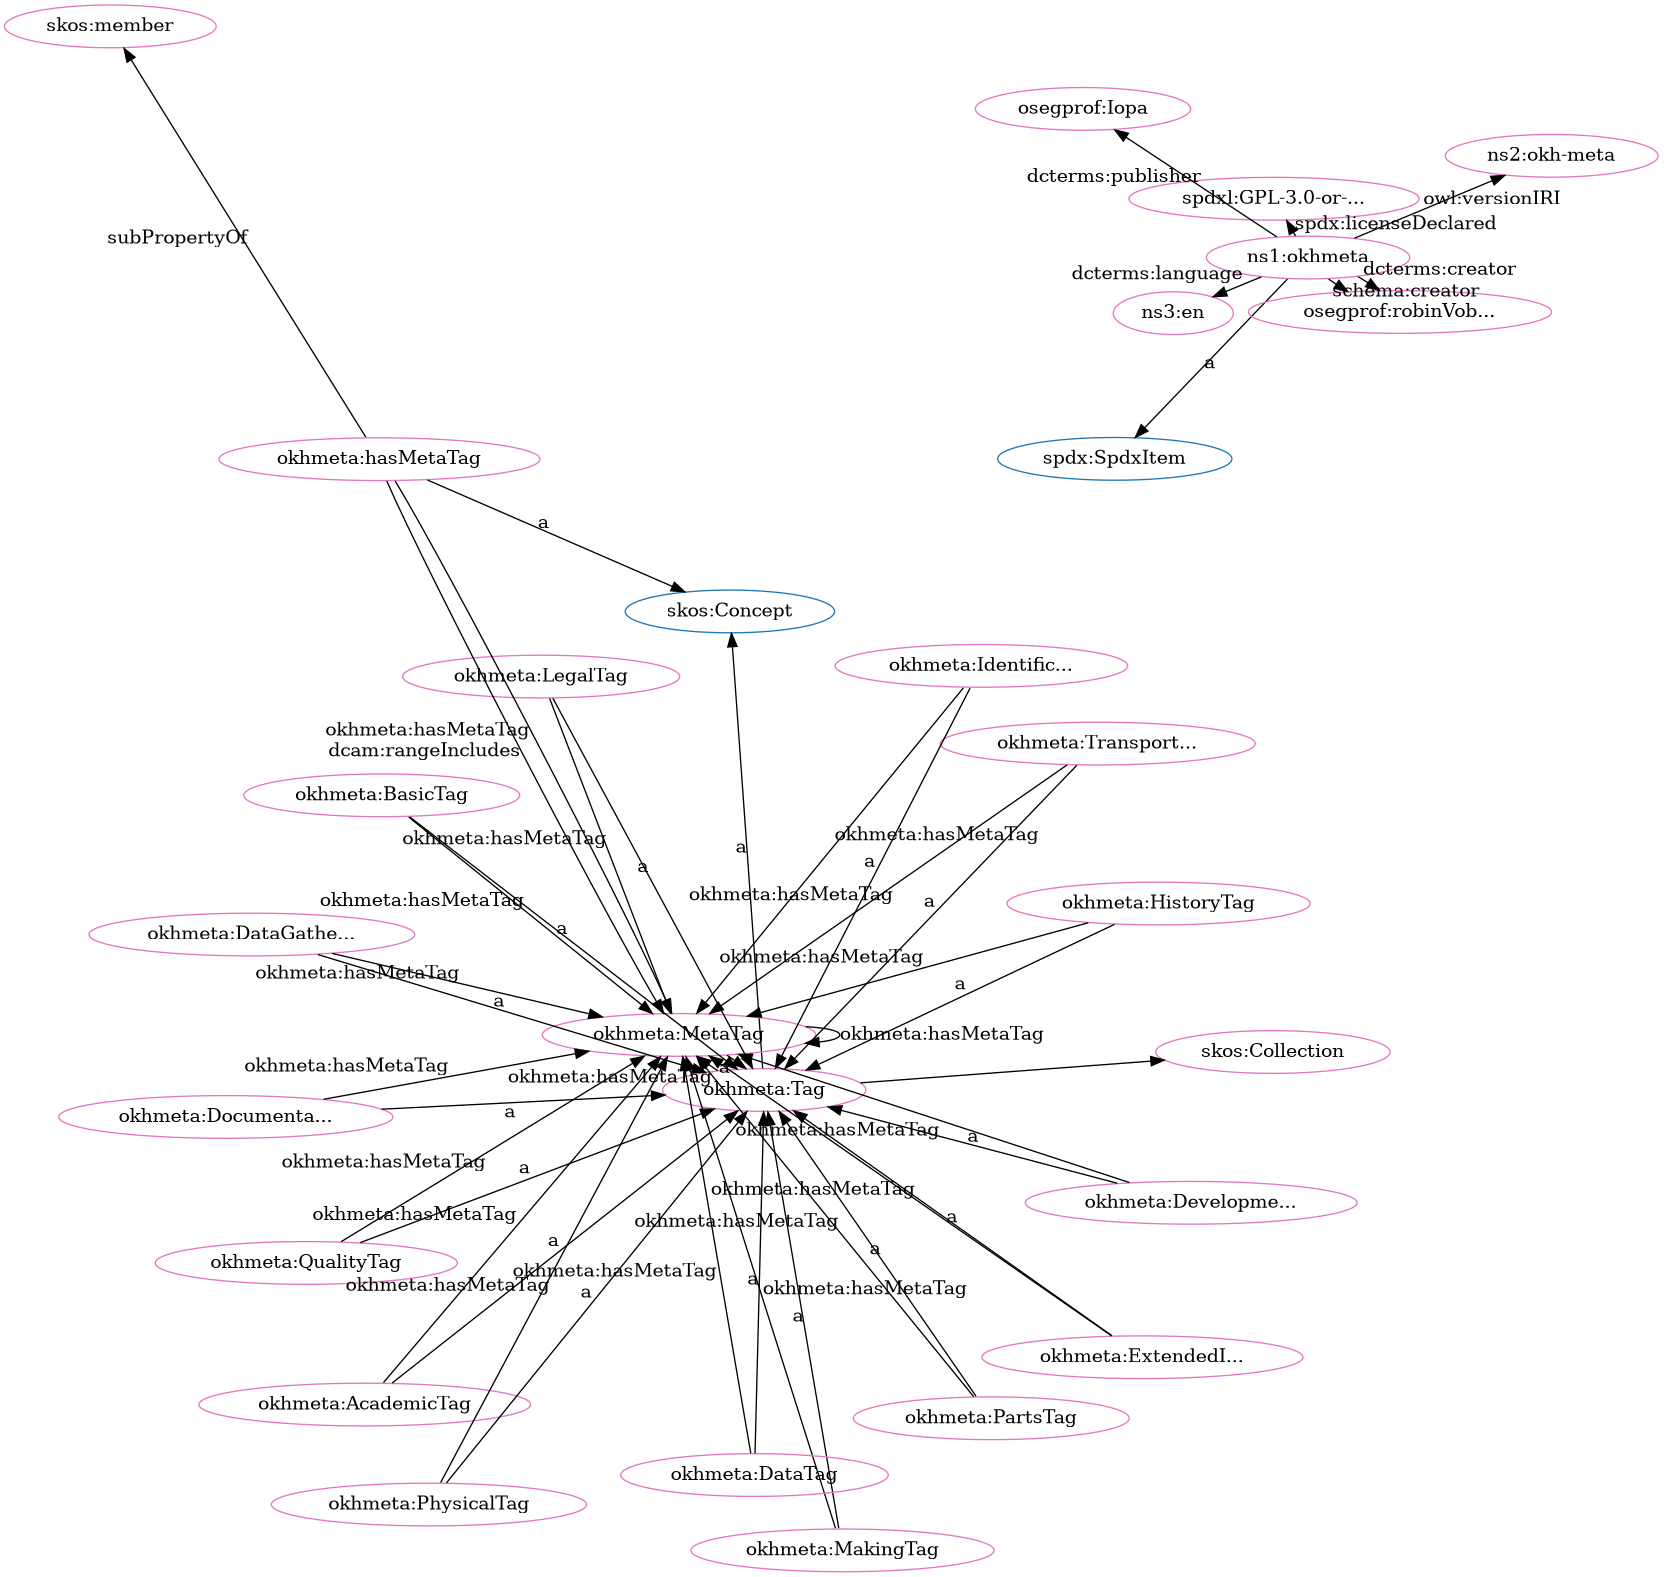 skos:member
osegprof:Iopa
ns2:okh-meta
dcterms:publisher
spdxl:GPL-3.0-or-...
owl:versionIRI
spdx:licenseDeclared
subPropertyOf
ns1:okhmeta
dcterms:language
dcterms:creator
schema:creator
ns3:en
osegprof:robinVob...
a
okhmeta:hasMetaTag
spdx:SpdxItem
a
skos:Concept
okhmeta:LegalTag
okhmeta:Identific...
okhmeta:hasMetaTag
dcam:rangeIncludes
okhmeta:Transport...
okhmeta:BasicTag
okhmeta:hasMetaTag
okhmeta:hasMetaTag
a
a
a
okhmeta:hasMetaTag
okhmeta:hasMetaTag
a
okhmeta:HistoryTag
okhmeta:DataGathe...
a
okhmeta:hasMetaTag
okhmeta:hasMetaTag
a
a
okhmeta:MetaTag
okhmeta:hasMetaTag
skos:Collection
okhmeta:hasMetaTag
okhmeta:hasMetaTag
a
okhmeta:Tag
okhmeta:Documenta...
a
okhmeta:hasMetaTag
a
okhmeta:hasMetaTag
a
okhmeta:hasMetaTag
okhmeta:Developme...
okhmeta:hasMetaTag
okhmeta:hasMetaTag
a
a
a
okhmeta:QualityTag
okhmeta:hasMetaTag
okhmeta:hasMetaTag
a
a
okhmeta:hasMetaTag
a
okhmeta:ExtendedI...
okhmeta:AcademicTag
okhmeta:PartsTag
okhmeta:DataTag
okhmeta:PhysicalTag
okhmeta:MakingTag